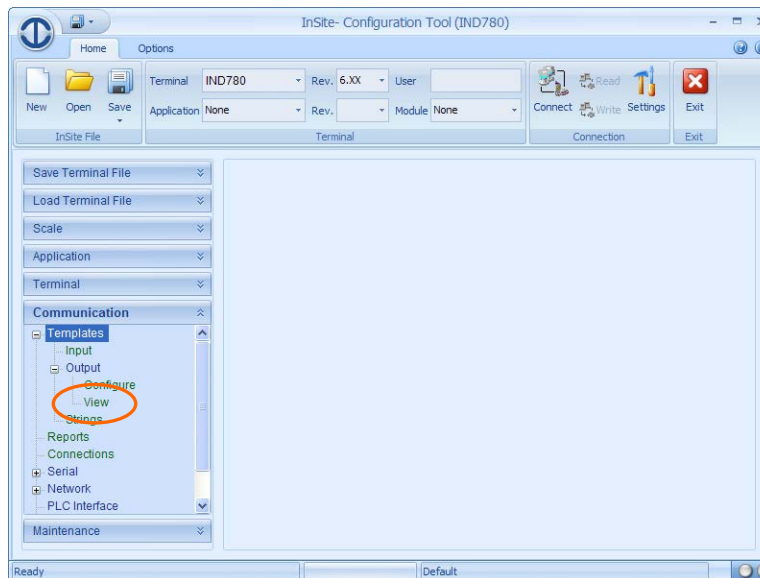 InSite- Configuration Tool (IND780)
Home Options
Terminal IND780 Rev. 6.XX User
New Open Save
Application None Rev. Module None
Connect Read Write Settings
Exit
InSite File Terminal Connection Exit
Save Terminal File
Load Terminal File
Scale
Application
Terminal
Communication
Templates
Input
Output
Configure
View
Strings
Reports
Connections
Serial
Network
PLC Interface
Maintenance
Ready Default